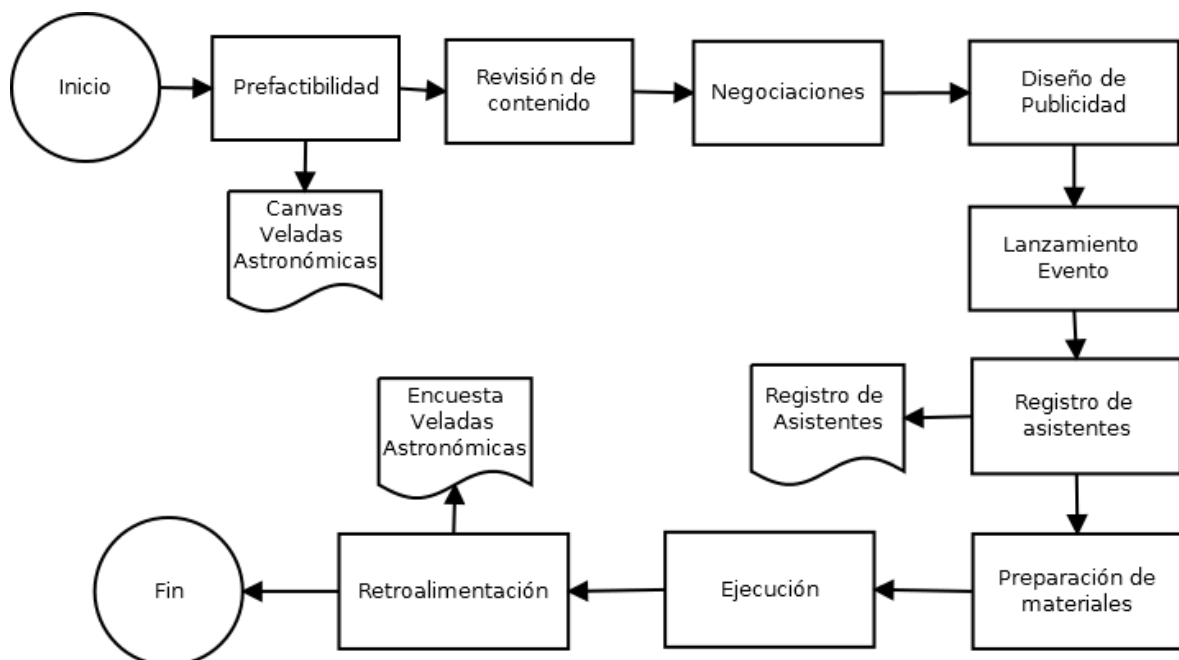 Inicio
Prefactibilidad
Revisión de
contenido
Negociaciones
Diseño de
Publicidad
Canvas
Veladas
Astronómicas
Lanzamiento
Evento
Registro de
asistentes
Registro de
Asistentes
Encuesta
Veladas
Astronómicas
Preparación de
materiales
Ejecución
Retroalimentación
Fin